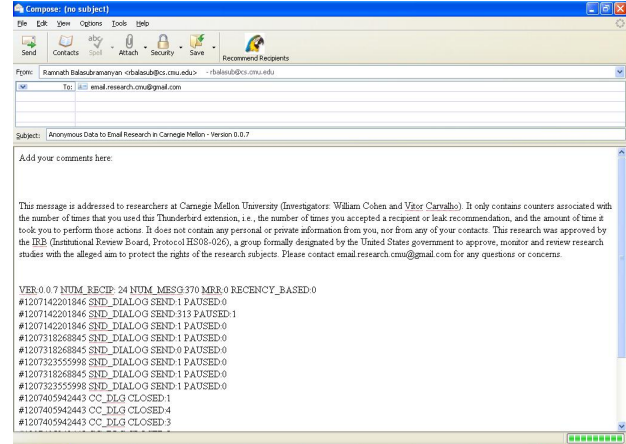 Compose: (no subject)
File Edit View Options Tools Help
Send Contacts Spell Attach Security Save Recommend Recipients
From: Ramnath Balasubramanyan <rbalasub@cs.cmu.edu> - rbalasub@cs.cmu.edu
To: email.research.cmu@gmail.com
Subject: Anonymous Data to Email Research in Carnegie Mellon - Version 0.0.7
Add your comments here:
This message is addressed to researchers at Carnegie Mellon University (Investigators: William Cohen and Vitor Carvalho). It only contains counters associated with
the number of times that you used this Thunderbird extension, i.e., the number of times you accepted a recipient or leak recommendation, and the amount of time it
took you to perform those actions. It does not contain any personal or private information from you, nor from any of your contacts. This research was approved by
the IRB (Institutional Review Board, Protocol HS08-026), a group formally designated by the United States government to approve, monitor and review research
studies with the alleged aim to protect the rights of the research subjects. Please contact email.research.cmu@gmail.com for any questions or concerns.
VER:0.0.7 NUM_RECIP: 24 NUM_MESG:370 MRR:0 RECENCY_BASED:0
#1207142201846 SND_DIALOG SEND:1 PAUSED:0
#1207142201846 SND_DIALOG SEND:313 PAUSED:1
#1207142201846 SND_DIALOG SEND:1 PAUSED:0
#1207318268845 SND_DIALOG SEND:1 PAUSED:0
#1207318268845 SND_DIALOG SEND:0 PAUSED:0
#1207323555998 SND_DIALOG SEND:1 PAUSED:0
#1207318268845 SND_DIALOG SEND:1 PAUSED:0
#1207323555998 SND_DIALOG SEND:1 PAUSED:0
#1207405942443 CC_DLG CLOSED:1
#1207405942443 CC_DLG CLOSED:4
#1207405942443 CC_DLG CLOSED:3